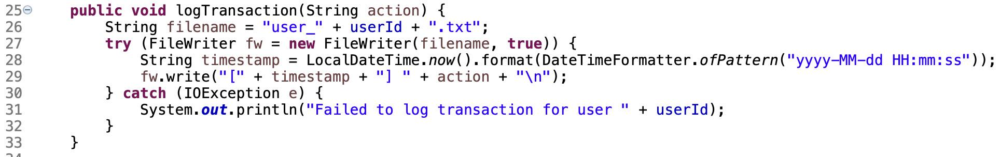 25 public void logTransaction(String action) {
26 String filename = "user_" + userId + ".txt";
27 try (FileWriter fw = new FileWriter(filename, true)) {
28 String timestamp = LocalDateTime.now().format(DateTimeFormatter.ofPattern("yyyy-MM-dd HH:mm:ss"));
29 fw.write("[" + timestamp + "] " + action + "\n");
30 } catch (IOException e) {
31 System.out.println("Failed to log transaction for user " + userId);
32 }
33 }